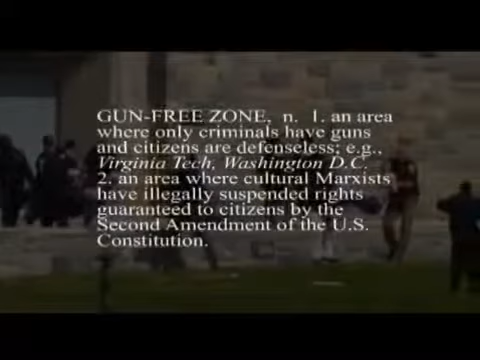 GUN-FREE ZONE, n. 1. an area
where only criminals have guns
and citizens are defenseless; e.g.,
Virginia Tech, Washington D.C.
2. an area where cultural Marxists
have illegally suspended rights
guaranteed to citizens by the
Second Amendment of the U.S.
Constitution.